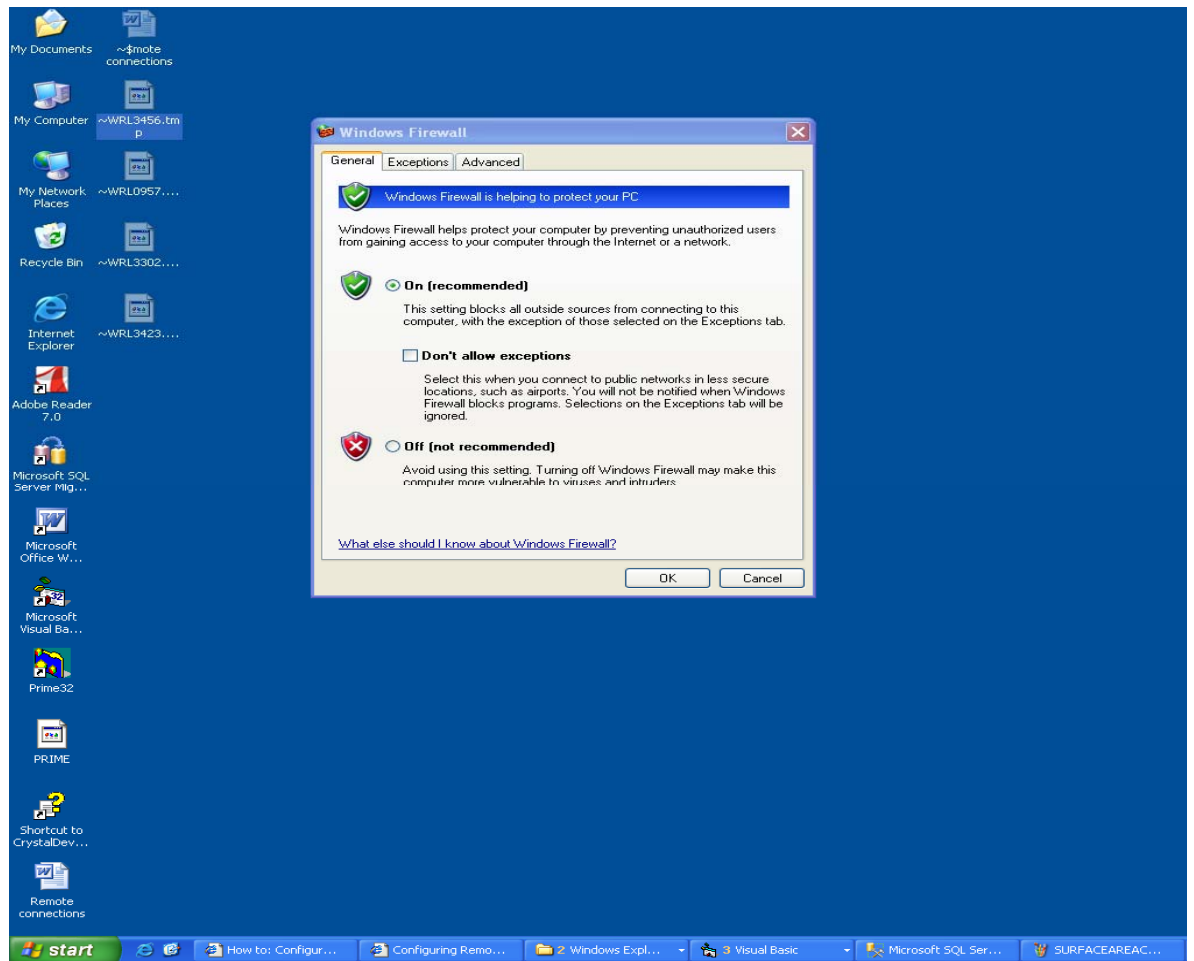 My Documents
~$mote
connections
My Computer
~WRL3456.tm
p
My Network
Places
~WRL0957....
Recycle Bin
~WRL3302....
Internet
Explorer
~WRL3423....
Adobe Reader
7.0
Microsoft SQL
Server Mig...
Microsoft
Office W...
Microsoft
Visual Ba...
Prime32
PRIME
Shortcut to
CrystalDev...
Remote
connections
Windows Firewall
General Exceptions Advanced
Windows Firewall is helping to protect your PC
Windows Firewall helps protect your computer by preventing unauthorized users
from gaining access to your computer through the Internet or a network.
On (recommended)
This setting blocks all outside sources from connecting to this
computer, with the exception of those selected on the Exceptions tab.
Don't allow exceptions
Select this when you connect to public networks in less secure
locations, such as airports. You will not be notified when Windows
Firewall blocks programs. Selections on the Exceptions tab will be
ignored.
Off (not recommended)
Avoid using this setting. Turning off Windows Firewall may make this
computer more vulnerable to viruses and intruders
What else should I know about Windows Firewall?
OK Cancel
start How to: Configur... Configuring Remo... 2 Windows Expl... 3 Visual Basic Microsoft SQL Ser... SURFACEAREAC...